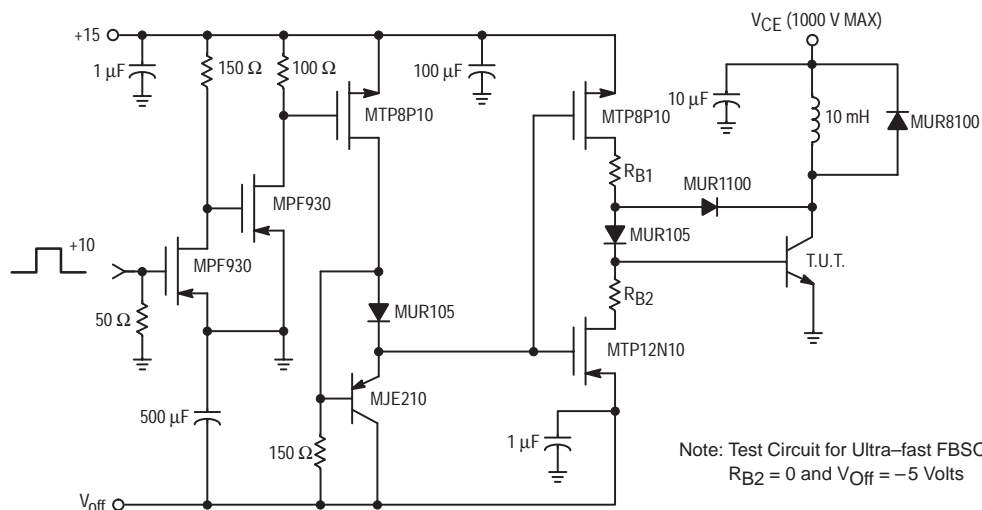 V_CE (1000 V MAX)
+15
1 μF
150 Ω
100 Ω
MTP8P10
100 μF
MTP8P10
10 μF
10 mH
MUR8100
R_B1
MUR1100
MPF930
+10
MPF930
MUR105
T.U.T.
50 Ω
MUR105
R_B2
MTP12N10
500 μF
MJE210
150 Ω
1 μF
Note: Test Circuit for Ultra–fast FBSO
R_B2 = 0 and V_Off = –5 Volts
V_Off